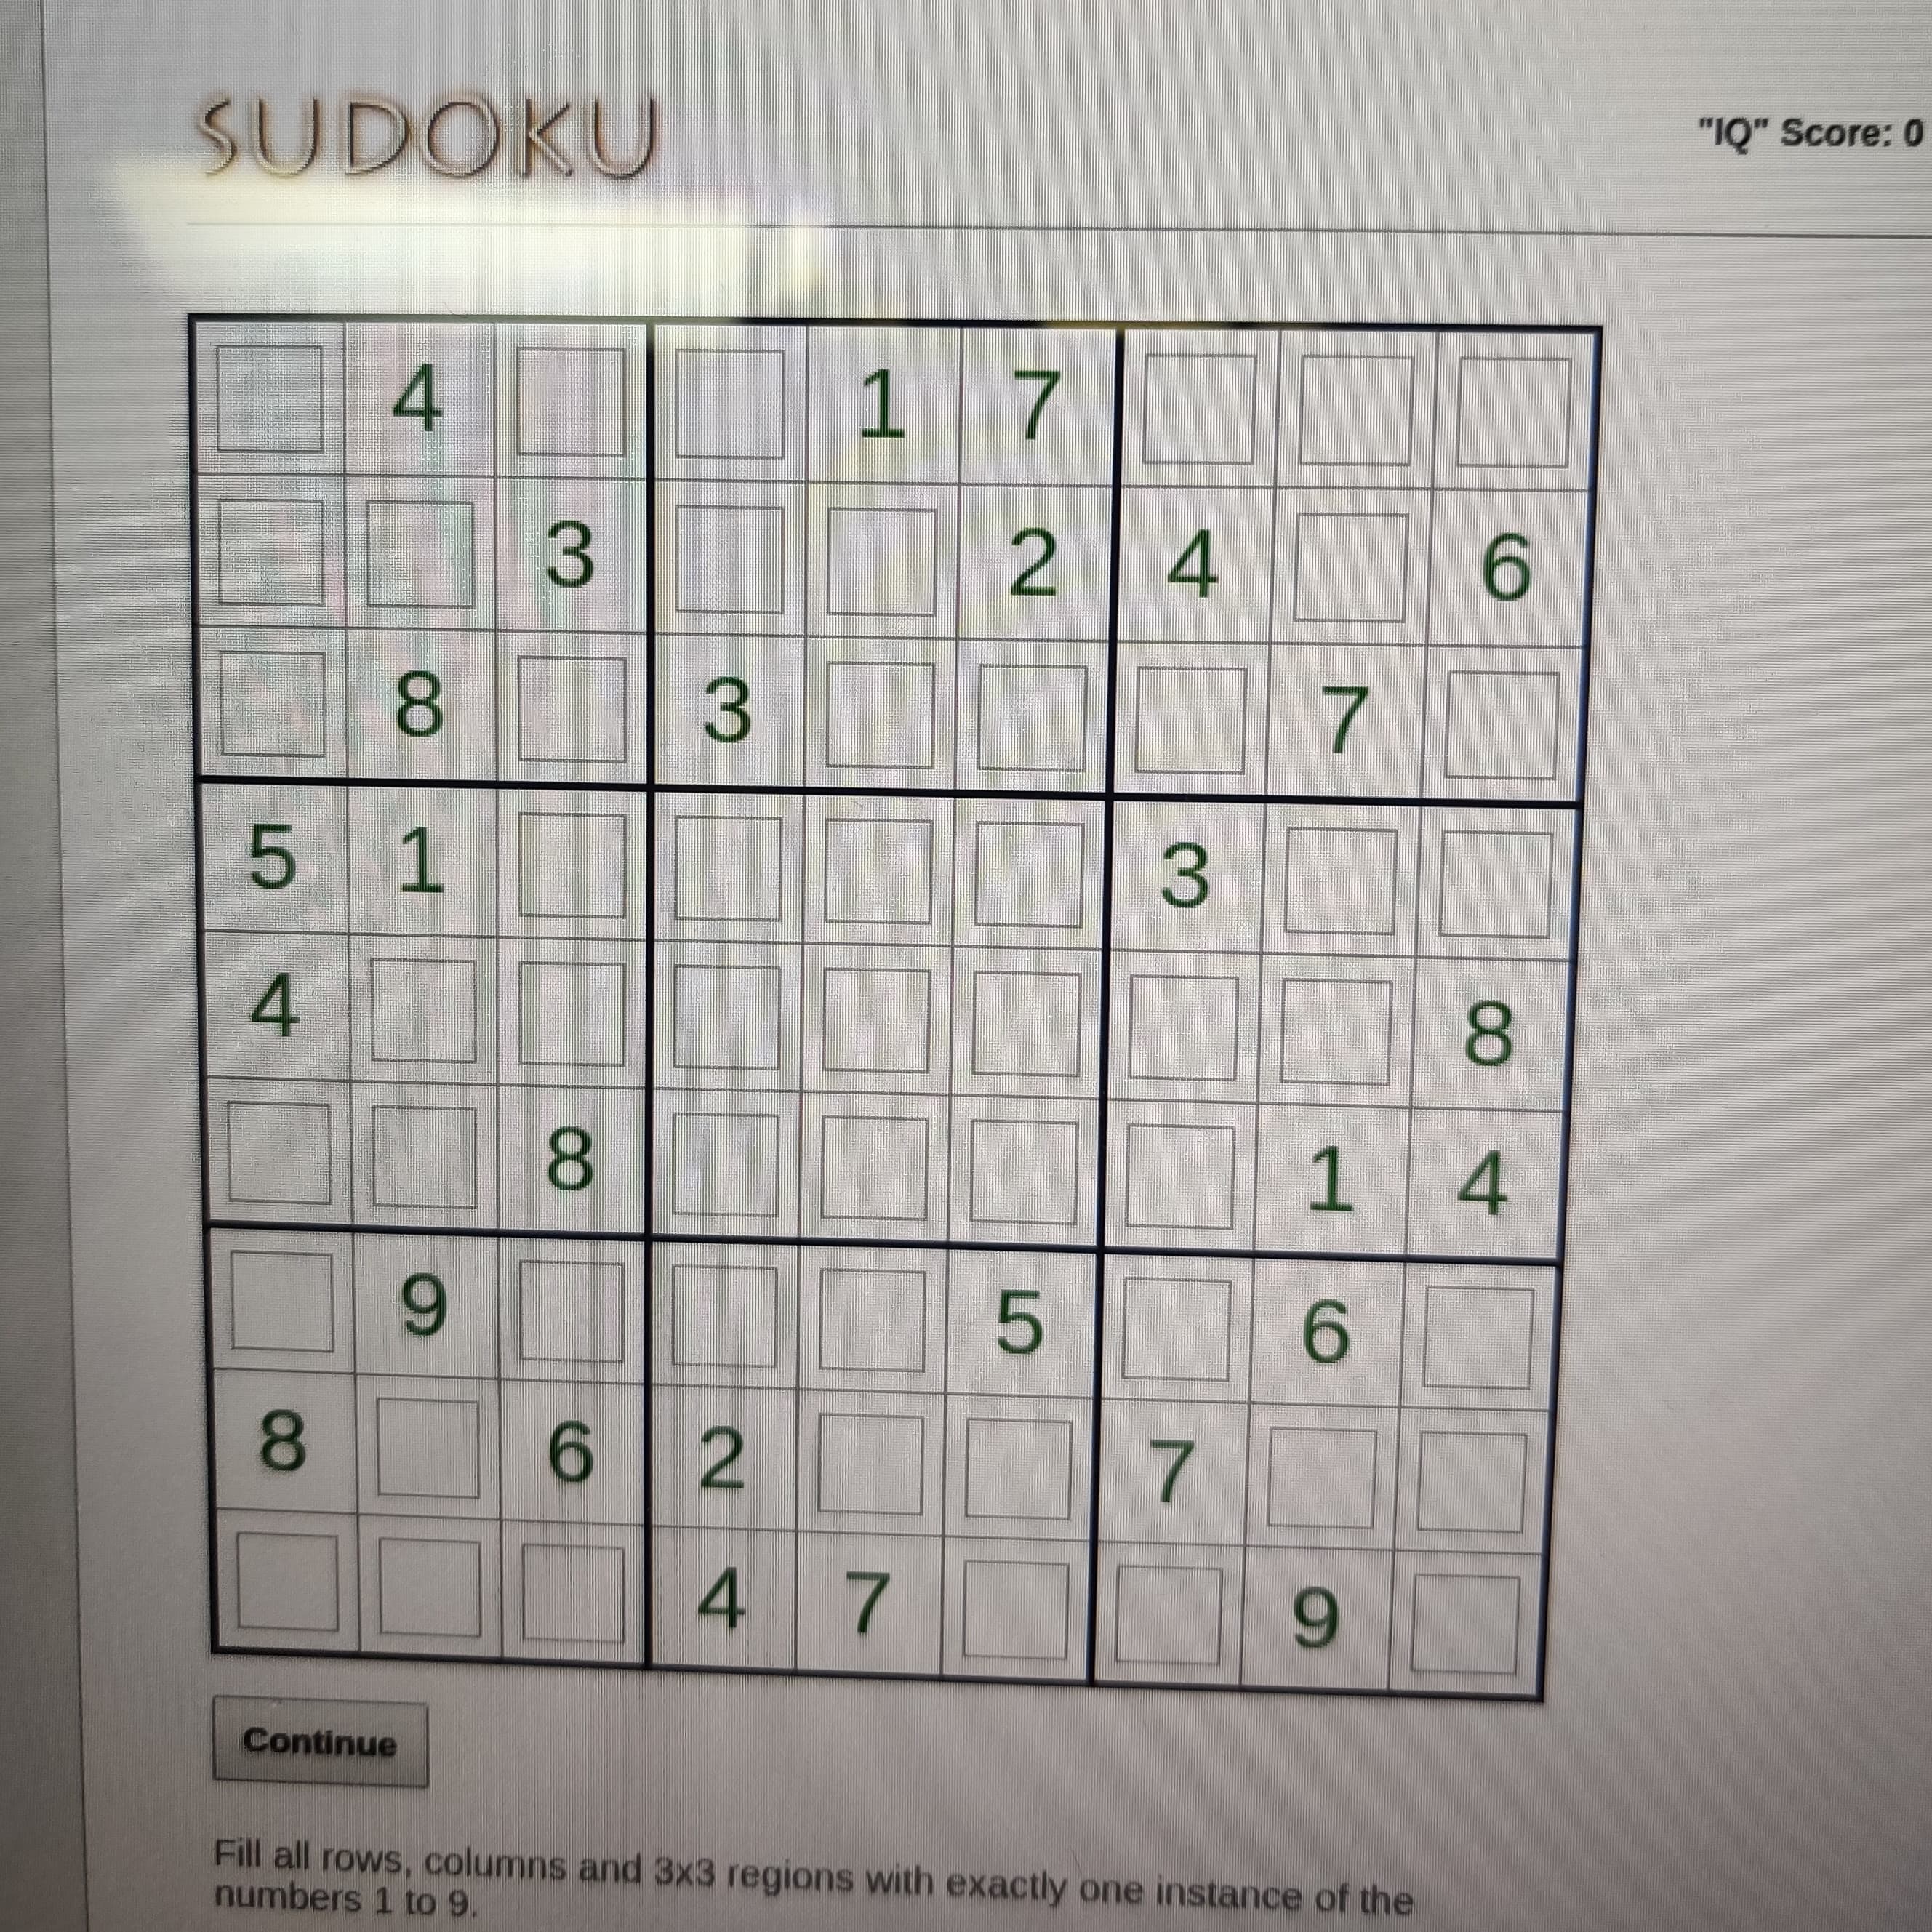 SUDOKU
"IQ" Score: 0
4 1 7
3 2 4 6
8 3 7
5 1 3
4 8
8 1 4
9 5 6
8 6 2 7
4 7 9
Continue
Fill all rows, columns and 3x3 regions with exactly one instance of the
numbers 1 to 9.